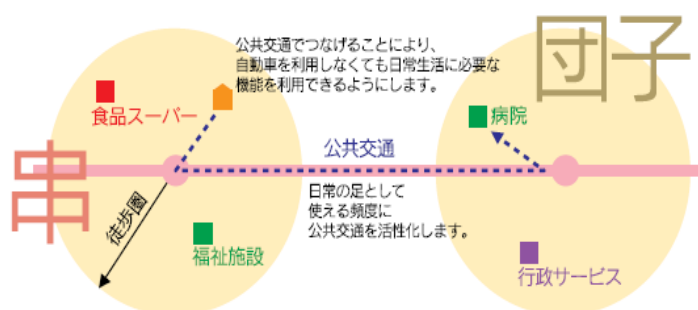 公共交通でつなげることにより、
自動車を利用しなくても日常生活に必要な
機能を利用できるようにします。
団子
食品スーパー
病院
串
公共交通
日常の足として
使える頻度に
公共交通を活性化します。
徒歩圏
福祉施設
行政サービス